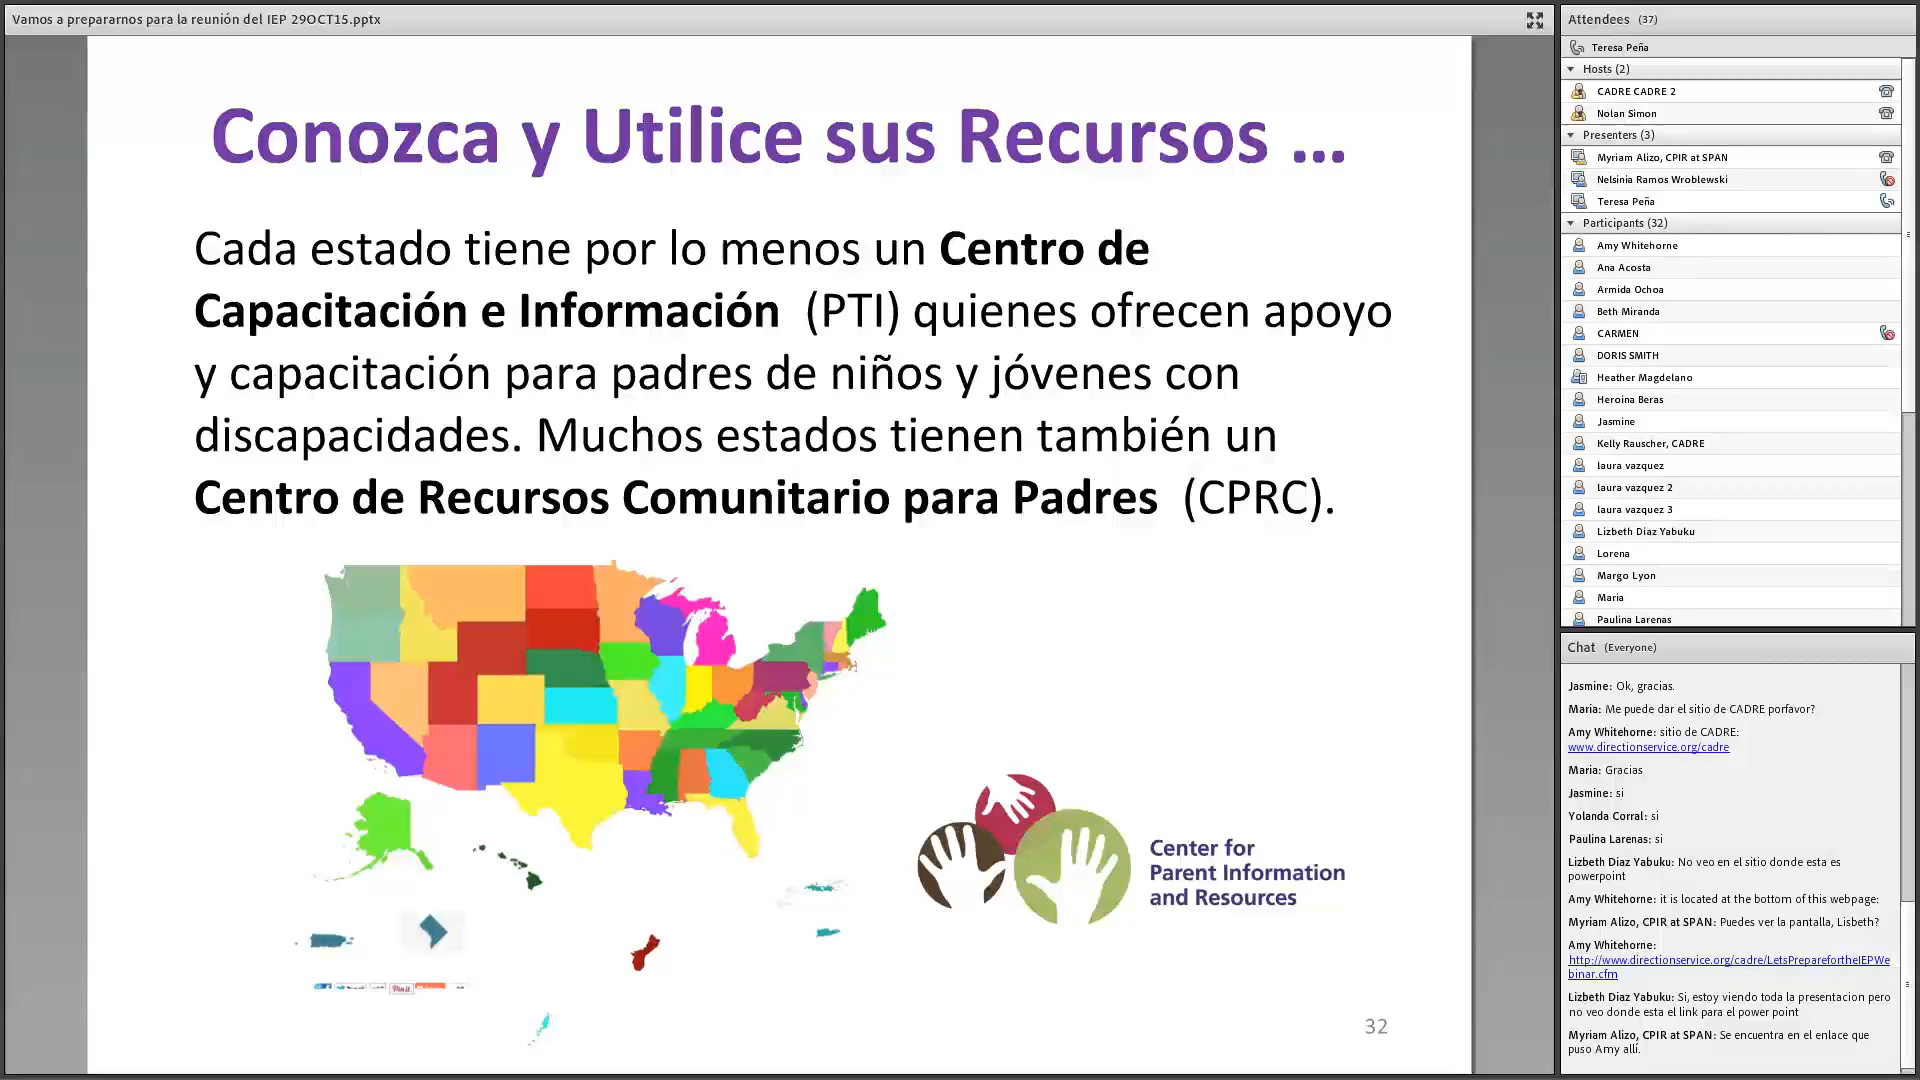 Vamos a prepararnos para la reunión del IEP 29OCT15.pptx
Conozca y Utilice sus Recursos ...
Cada estado tiene por lo menos un Centro de
Capacitación e Información (PTI) quienes ofrecen apoyo
y capacitación para padres de niños y jóvenes con
discapacidades. Muchos estados tienen también un
Centro de Recursos Comunitario para Padres (CPRC).
Center for
Parent Information
and Resources
Pin it
32
Attendees (37)
Teresa Peña
Hosts (2)
CADRE CADRE 2
Nolan Simon
Presenters (3)
Myriam Alizo, CPIR at SPAN
Nelsinia Ramos Wroblewski
Teresa Peña
Participants (32)
Amy Whitehorne
Ana Acosta
Armida Ochoa
Beth Miranda
CARMEN
DORIS SMITH
Heather Magdelano
Heroina Beras
Jasmine
Kelly Rauscher, CADRE
laura vazquez
laura vazquez 2
laura vazquez 3
Lizbeth Diaz Yabuku
Lorena
Margo Lyon
Maria
Paulina Larenas
Chat (Everyone)
Jasmine: Ok, gracias.
Maria: Me puede dar el sitio de CADRE porfavor?
Amy Whitehorne: sitio de CADRE:
www.directionservice.org/cadre
Maria: Gracias
Jasmine: si
Yolanda Corral: si
Paulina Larenas: si
Lizbeth Diaz Yabuku: No veo en el sitio donde esta es
powerpoint
Amy Whitehorne: it is located at the bottom of this webpage:
Myriam Alizo, CPIR at SPAN: Puedes ver la pantalla, Lisbeth?
Amy Whitehorne:
http://www.directionservice.org/cadre/LetsPreparefortheIEPWe
binar.cfm
Lizbeth Diaz Yabuku: Si, estoy viendo toda la presentacion pero
no veo donde esta el link para el power point
Myriam Alizo, CPIR at SPAN: Se encuentra en el enlace que
puso Amy allí.